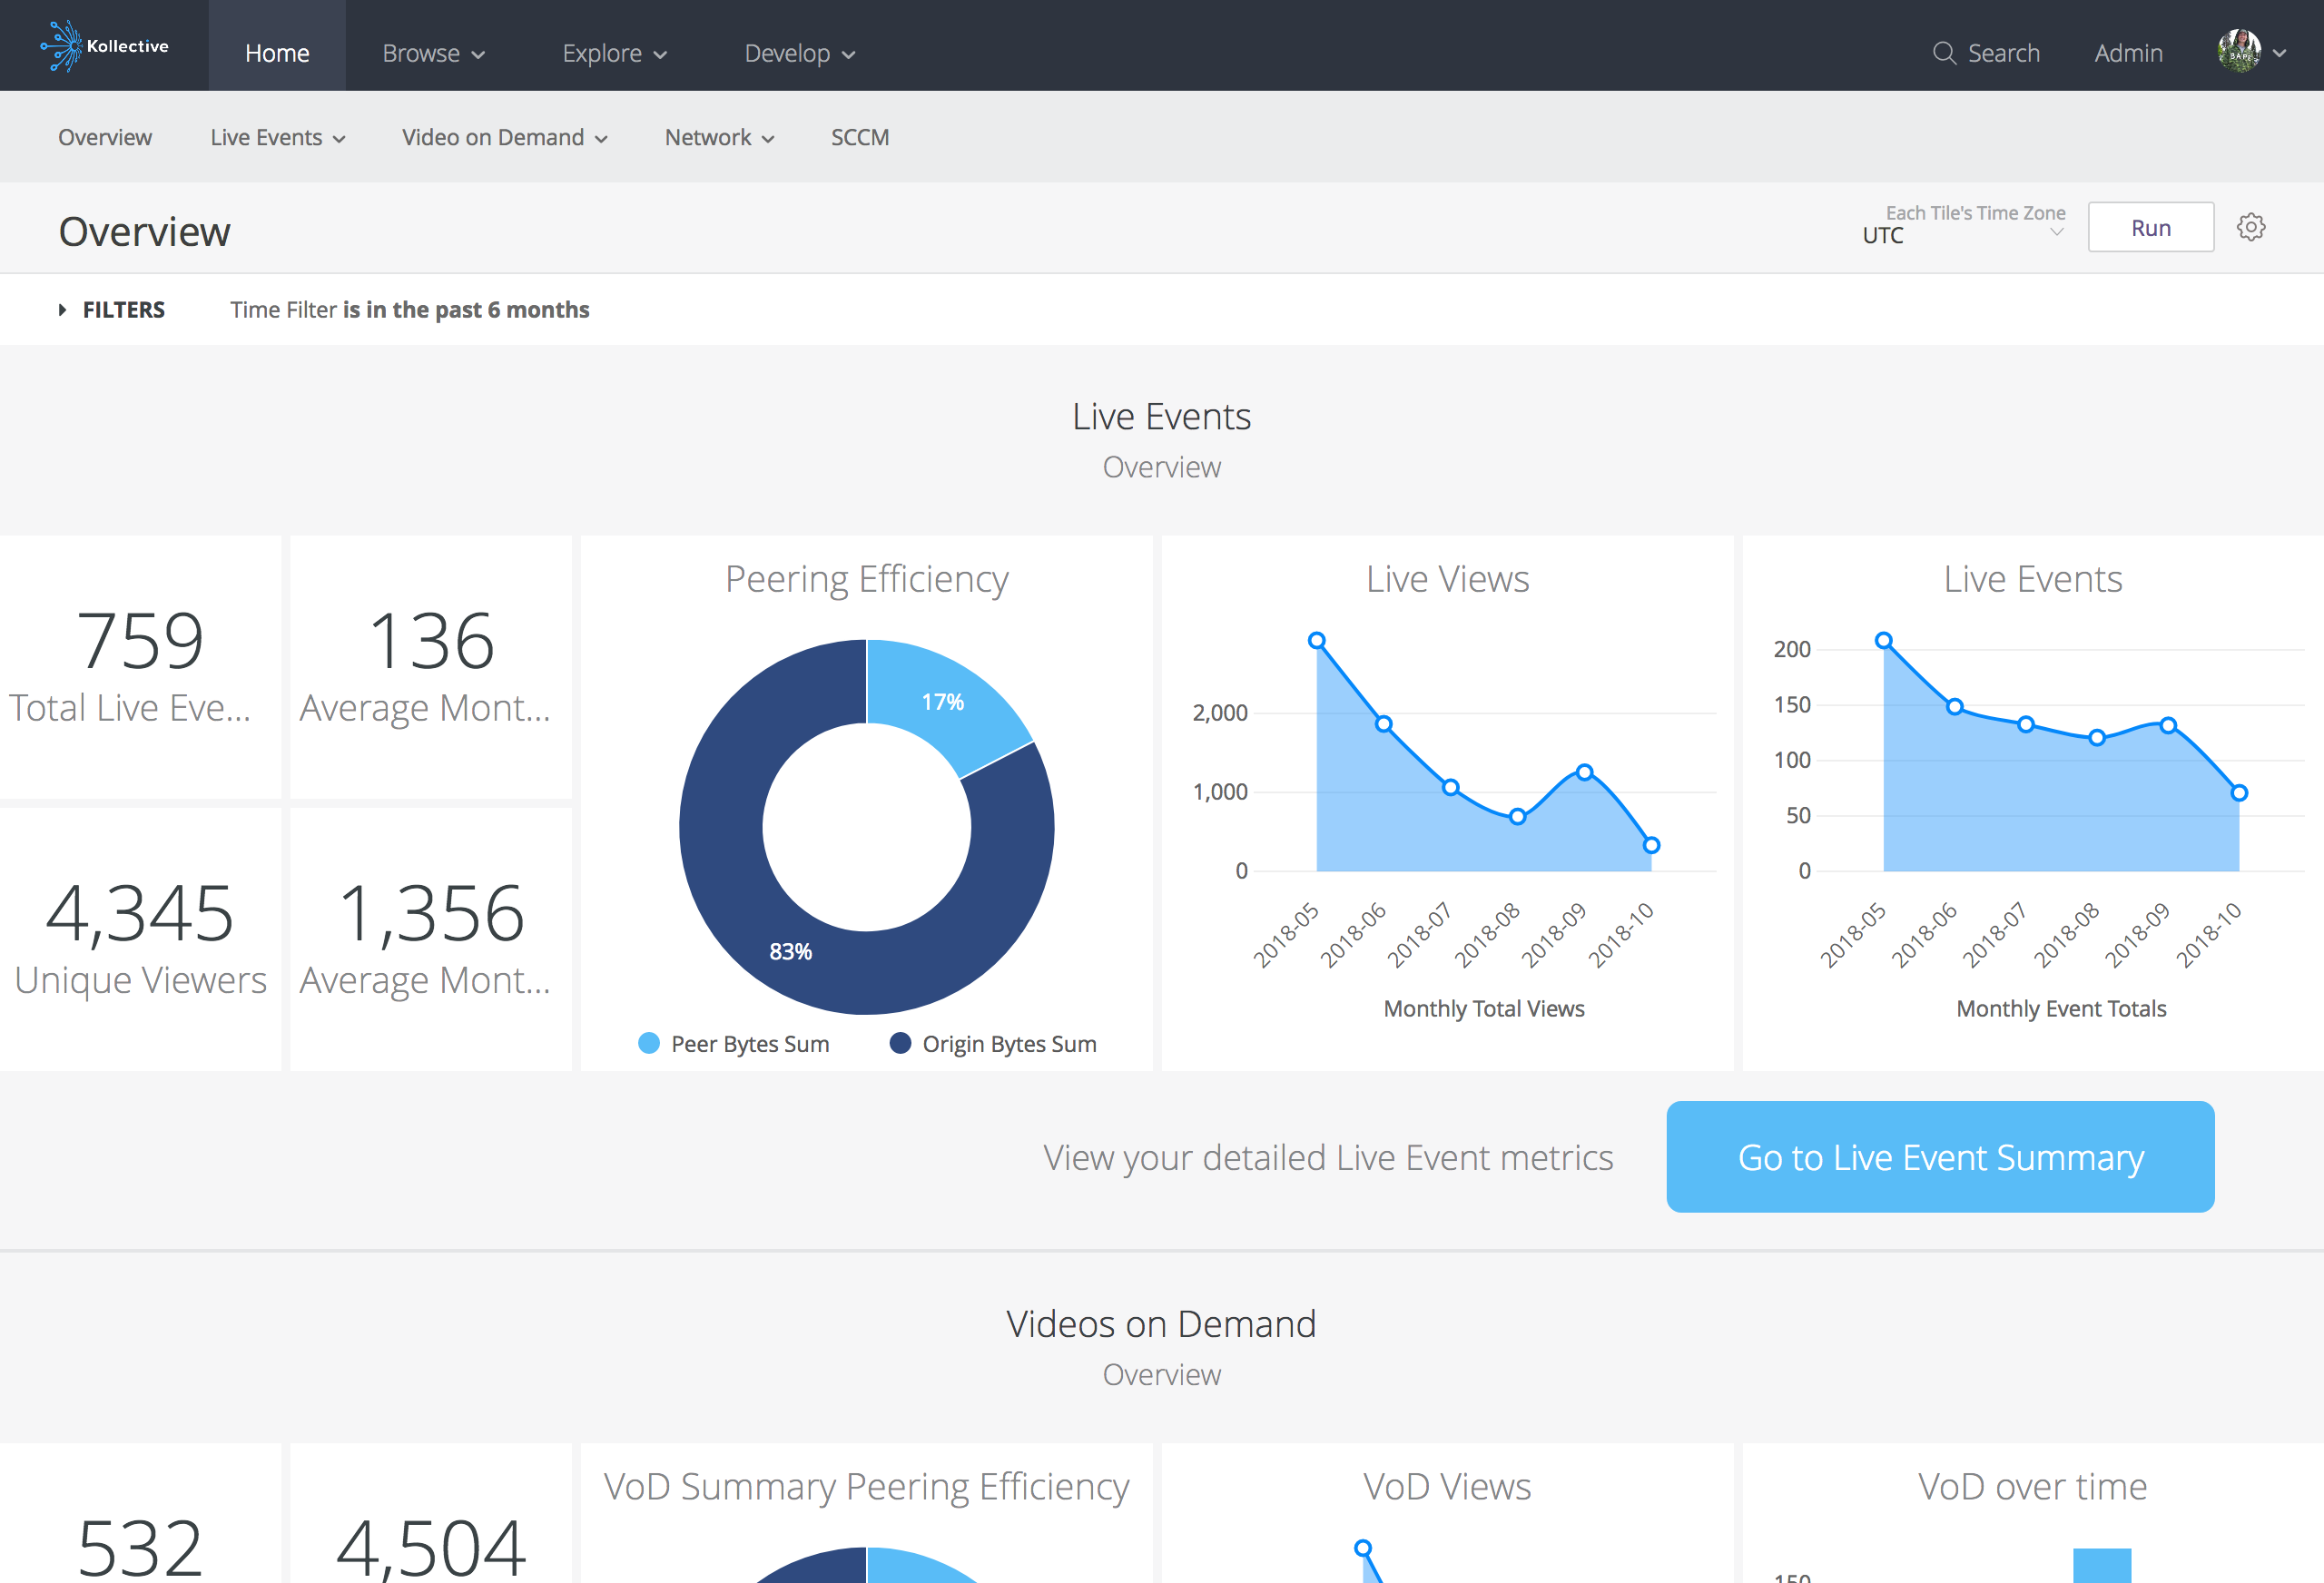 Kollective
Home
Browse
Explore
Develop
Search
Admin
Overview
Live Events
Video on Demand
Network
SCCM
Overview
Each Tile's Time Zone
UTC
Run
FILTERS
Time Filter is in the past 6 months
Live Events
Overview
759
Total Live Eve...
136
Average Mont...
4,345
Unique Viewers
1,356
Average Mont...
Peering Efficiency
17%
83%
Peer Bytes Sum
Origin Bytes Sum
Live Views
2,000
1,000
0
2018-05
2018-06
2018-07
2018-08
2018-09
2018-10
Monthly Total Views
Live Events
200
150
100
50
0
2018-05
2018-06
2018-07
2018-08
2018-09
2018-10
Monthly Event Totals
View your detailed Live Event metrics
Go to Live Event Summary
Videos on Demand
Overview
532
4,504
VoD Summary Peering Efficiency
VoD Views
VoD over time
150